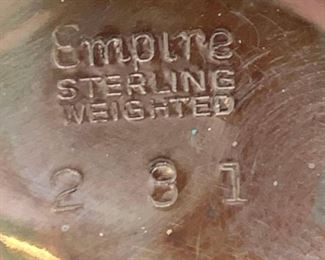 Empire
STERLING
WEIGHTED
2 8 1